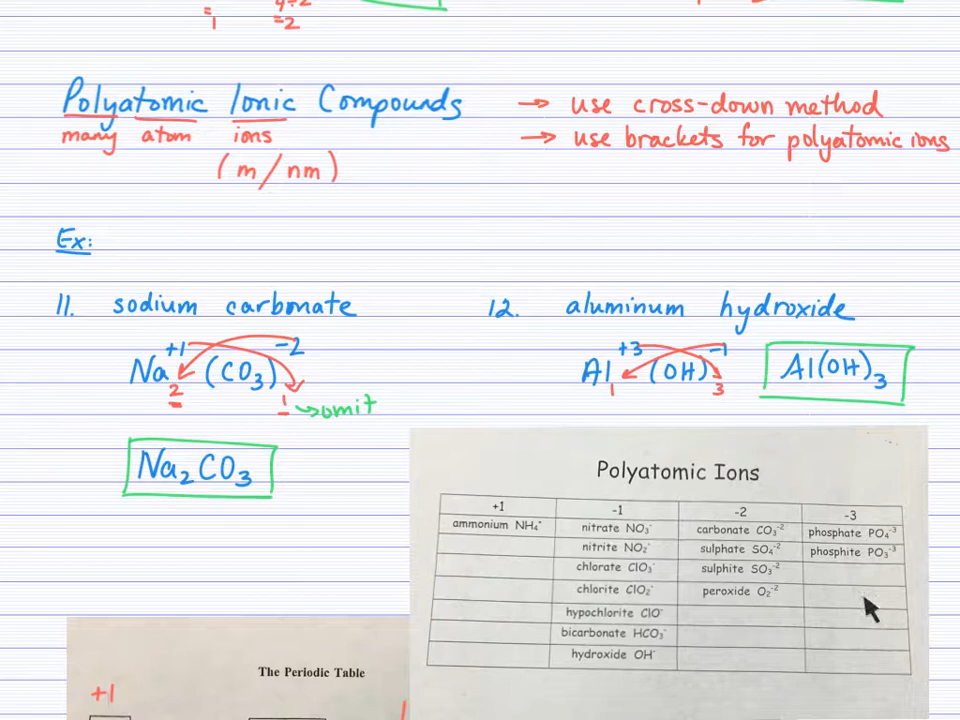 = 4÷2
1 =2
Polyatomic Ionic Compounds → use cross-down method
many atom ions → use brackets for polyatomic ions
(m/nm)
Ex:
11. sodium carbonate 12. aluminum hydroxide
Na +1 (CO3) -2 Al +3 (OH) -1 Al(OH)3
2 1 → omit 1 3
Na2CO3
Polyatomic Ions
+1 -1 -2 -3
ammonium NH4+ nitrate NO3- carbonate CO3-2 phosphate PO4-3
nitrite NO2- sulphate SO4-2 phosphite PO3-3
chlorate ClO3- sulphite SO3-2
chlorite ClO2- peroxide O2-2
hypochlorite ClO-
bicarbonate HCO3-
hydroxide OH-
The Periodic Table
+1